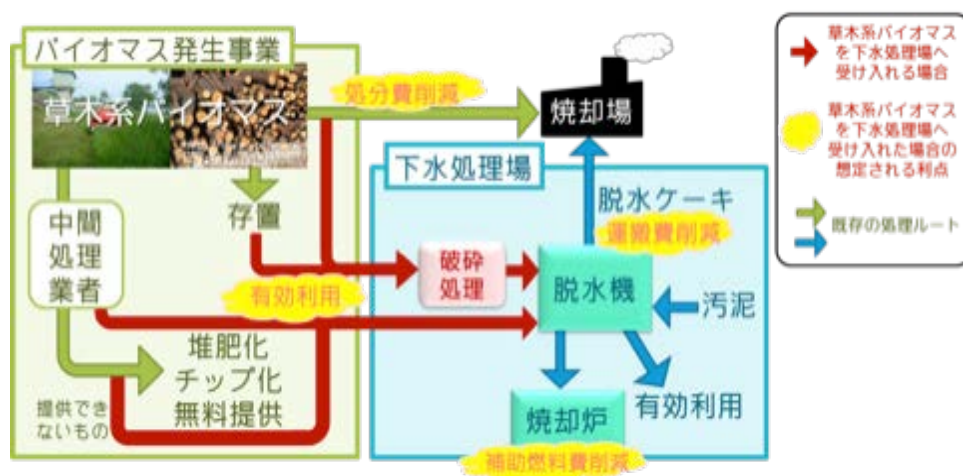 バイオマス発生事業
草木系バイオマス
処分費削減
焼却場
下水処理場
脱水ケーキ
運搬費削減
存置
中間
処理
業者
有効利用
破砕
処理
脱水機
汚泥
堆肥化
チップ化
無料提供
提供でき
ないもの
有効利用
焼却炉
補助燃料費削減
草木系バイオマス
を下水処理場へ
受け入れる場合
草木系バイオマス
を下水処理場へ
受け入れた場合の
想定される利点
既存の処理ルート